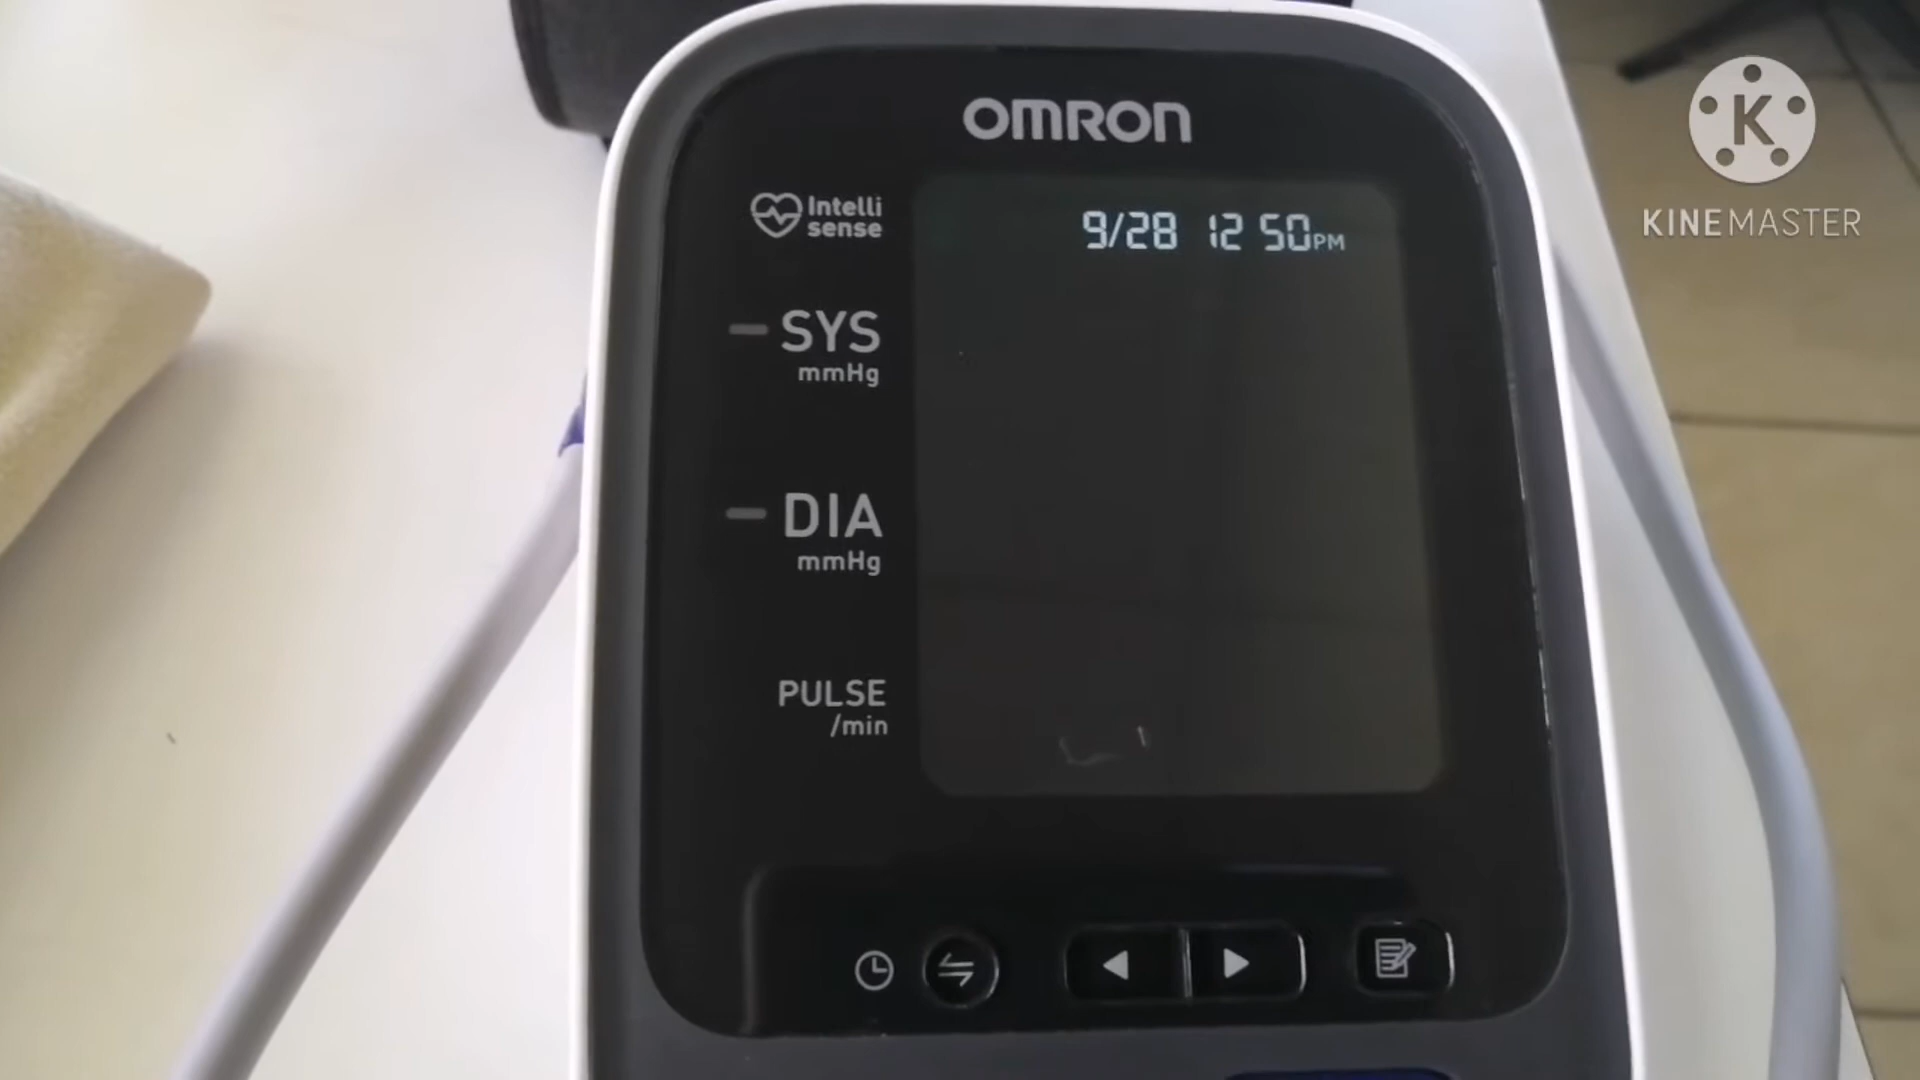 OMRON
Intelli
sense
9/28 12 50PM
SYS
mmHg
DIA
mmHg
PULSE
/min
K
KINEMASTER